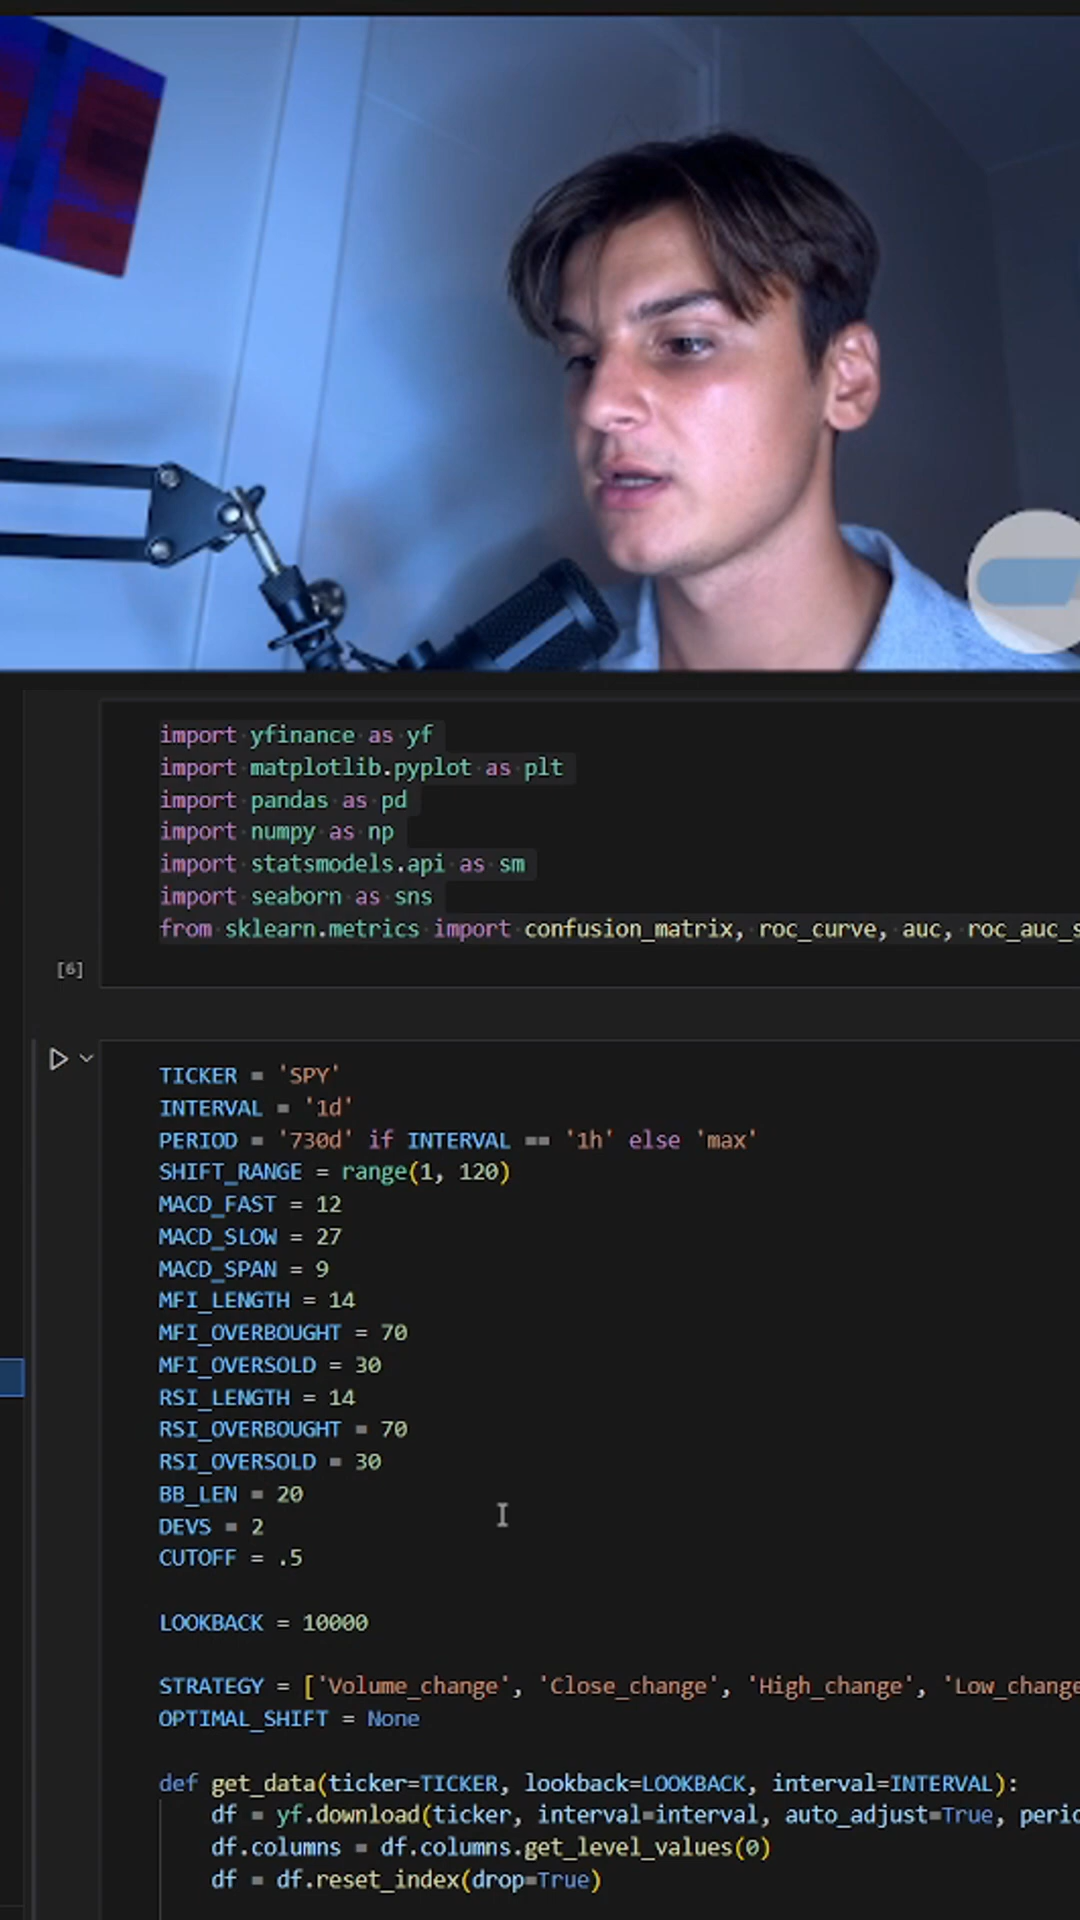 import yfinance as yf
import matplotlib.pyplot as plt
import pandas as pd
import numpy as np
import statsmodels.api as sm
import seaborn as sns
from sklearn.metrics import confusion_matrix, roc_curve, auc, roc_auc_s
[6]
TICKER = 'SPY'
INTERVAL = '1d'
PERIOD = '730d' if INTERVAL == '1h' else 'max'
SHIFT_RANGE = range(1, 120)
MACD_FAST = 12
MACD_SLOW = 27
MACD_SPAN = 9
MFI_LENGTH = 14
MFI_OVERBOUGHT = 70
MFI_OVERSOLD = 30
RSI_LENGTH = 14
RSI_OVERBOUGHT = 70
RSI_OVERSOLD = 30
BB_LEN = 20
DEVS = 2
CUTOFF = .5
LOOKBACK = 10000
STRATEGY = ['Volume_change', 'Close_change', 'High_change', 'Low_change
OPTIMAL_SHIFT = None
def get_data(ticker=TICKER, lookback=LOOKBACK, interval=INTERVAL):
df = yf.download(ticker, interval=interval, auto_adjust=True, perio
df.columns = df.columns.get_level_values(0)
df = df.reset_index(drop=True)